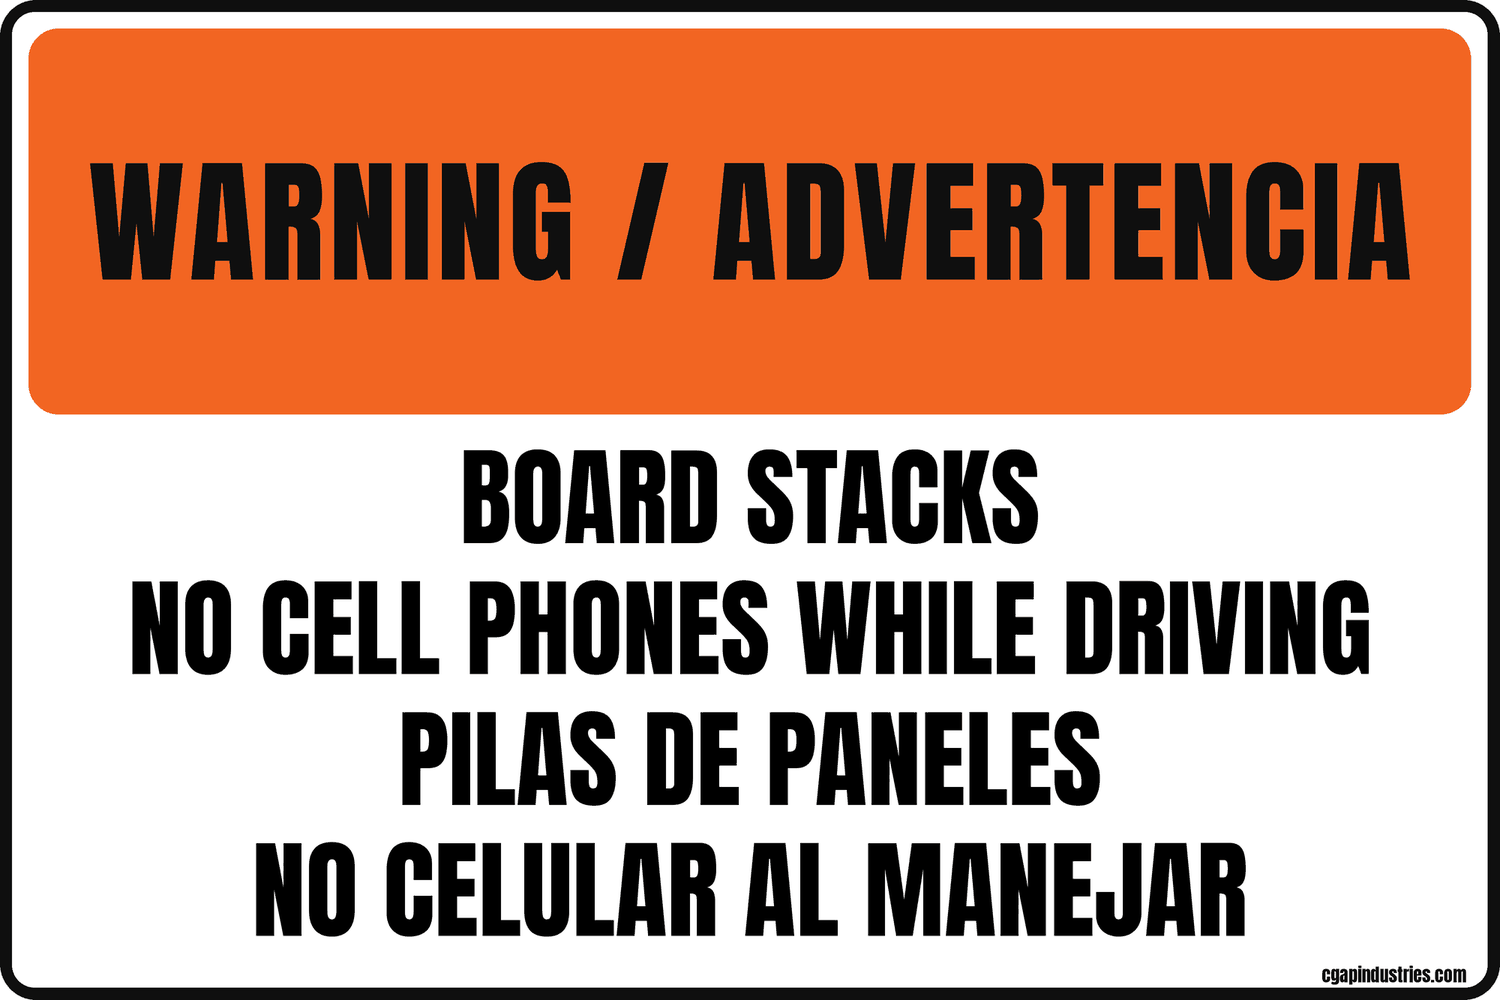 WARNING / ADVERTENCIA
BOARD STACKS
NO CELL PHONES WHILE DRIVING
PILAS DE PANELES
NO CELULAR AL MANEJAR
cgapindustries.com